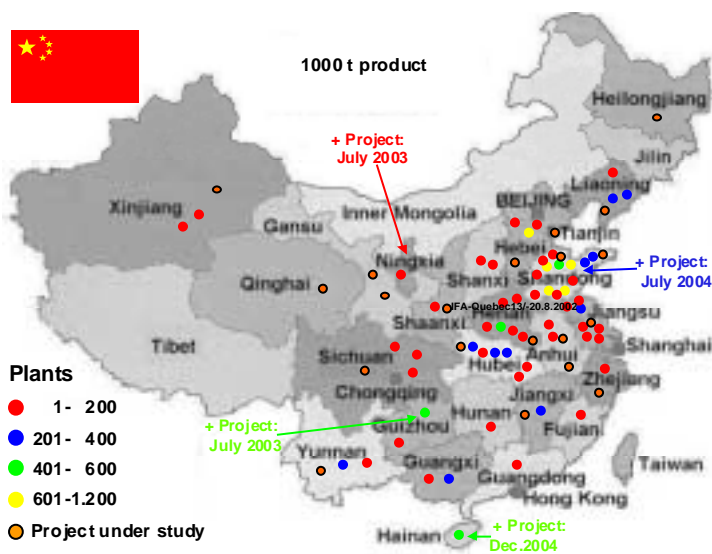 1000 t product
Heilongjiang
+ Project:
July 2003
Jilin
Liaoning
Xinjiang
BEIJING
Inner Mongolia
Tianjin
Gansu
Hebei
Ningxia
+ Project:
July 2004
Shanxi
Shandong
Qinghai
IFA-Quebec13/-20.8.2002
Henan
Jiangsu
Shaanxi
Tibet
Shanghai
Sichuan
Anhui
Hubei
Plants
Chongqing
Zhejiang
1- 200
Jiangxi
Hunan
201- 400
+ Project:
July 2003
Guizhou
Fujian
401- 600
Yunnan
Guangxi
Taiwan
601-1.200
Guangdong
Hong Kong
Project under study
+ Project:
Dec.2004
Hainan